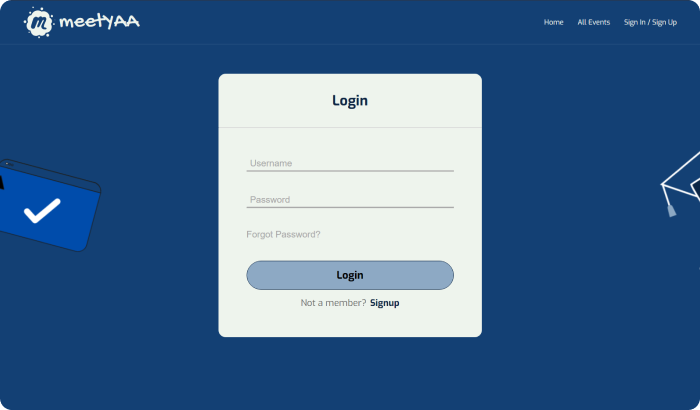 m meetYAA
Home All Events Sign In / Sign Up
Login
Username
Password
Forgot Password?
Login
Not a member? Signup